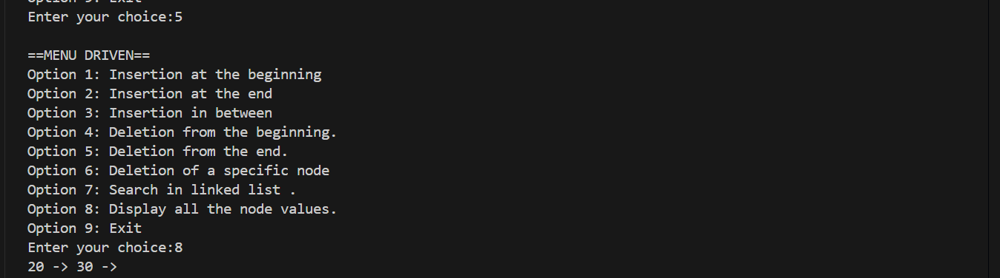 Option 9: Exit
Enter your choice:5
==MENU DRIVEN==
Option 1: Insertion at the beginning
Option 2: Insertion at the end
Option 3: Insertion in between
Option 4: Deletion from the beginning.
Option 5: Deletion from the end.
Option 6: Deletion of a specific node
Option 7: Search in linked list .
Option 8: Display all the node values.
Option 9: Exit
Enter your choice:8
20 -> 30 ->